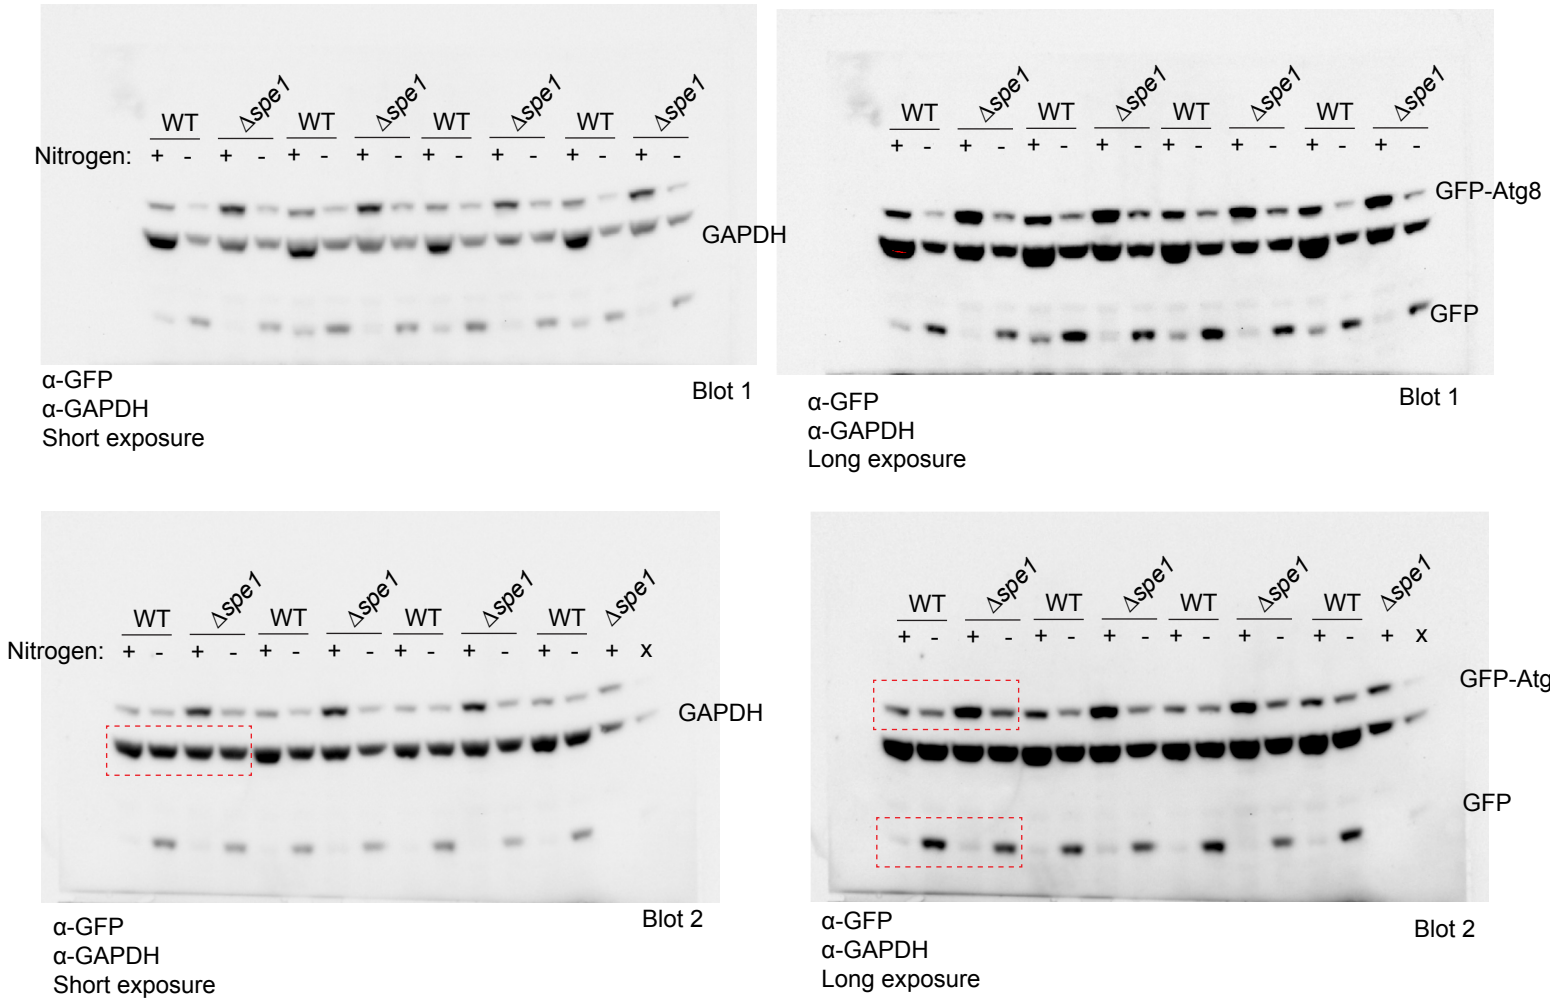 WT Δspe1 WT Δspe1 WT Δspe1 WT Δspe1
Nitrogen: + - + - + - + - + - + - + - + -
GAPDH
α-GFP
α-GAPDH
Short exposure
Blot 1
WT Δspe1 WT Δspe1 WT Δspe1 WT Δspe1
+ - + - + - + - + - + - + - + -
GFP-Atg8
GFP
α-GFP
α-GAPDH
Long exposure
Blot 1
WT Δspe1 WT Δspe1 WT Δspe1 WT Δspe1
Nitrogen: + - + - + - + - + - + - + - + x
GAPDH
α-GFP
α-GAPDH
Short exposure
Blot 2
WT Δspe1 WT Δspe1 WT Δspe1 WT Δspe1
+ - + - + - + - + - + - + - + x
GFP-Atg
GFP
α-GFP
α-GAPDH
Long exposure
Blot 2